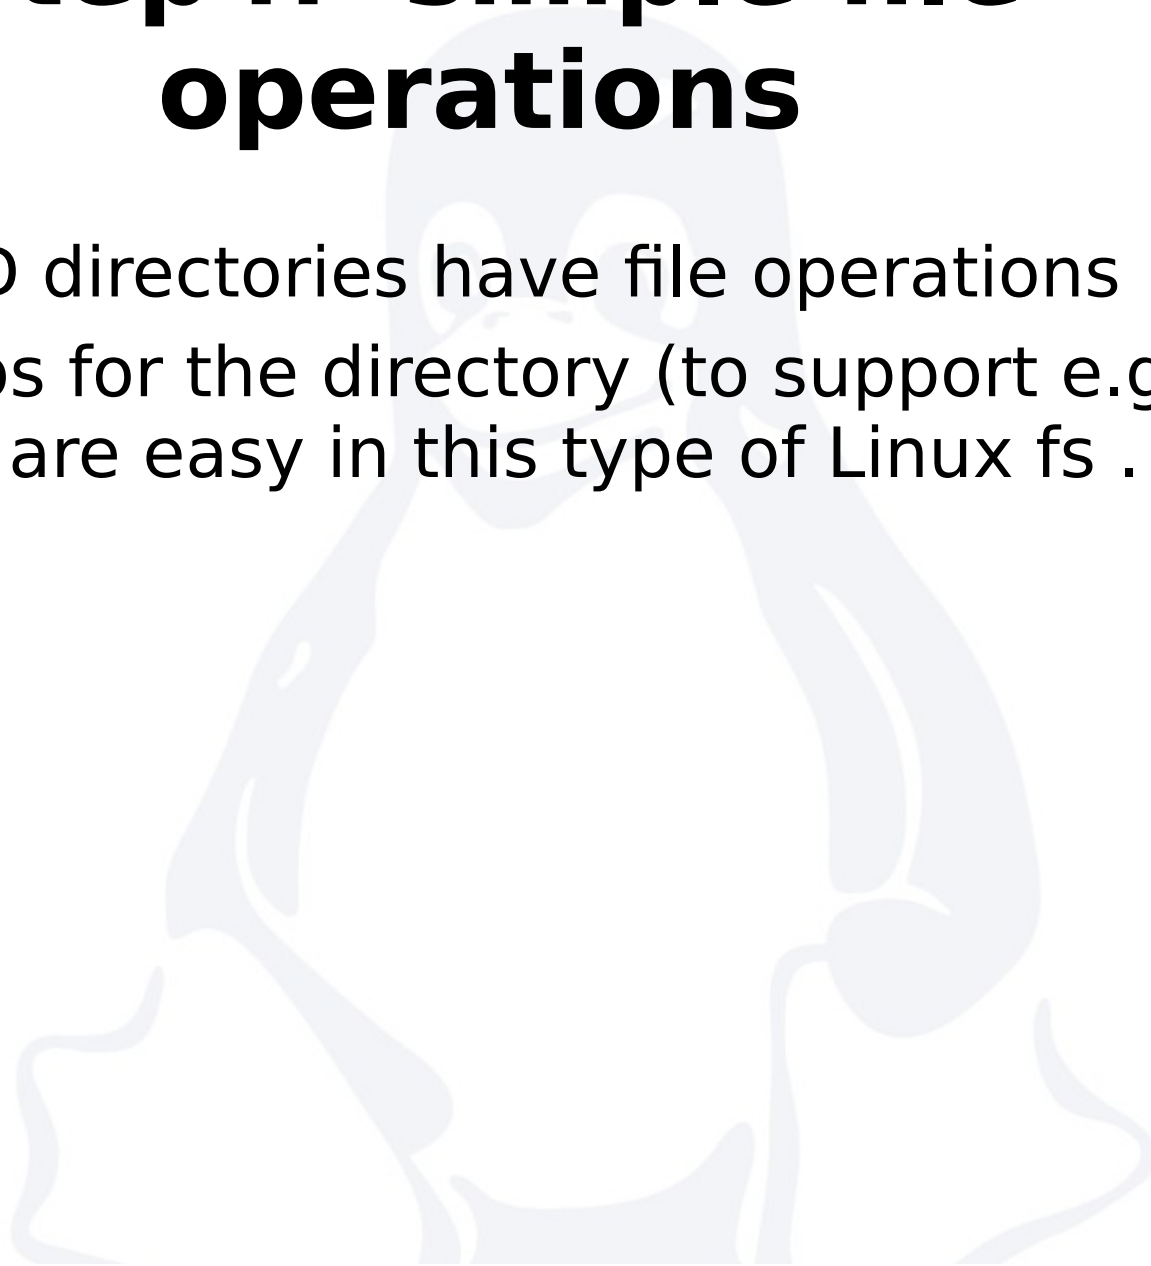 operations
directories have file operations
for the directory (to support
are easy in this type of Linux fs .